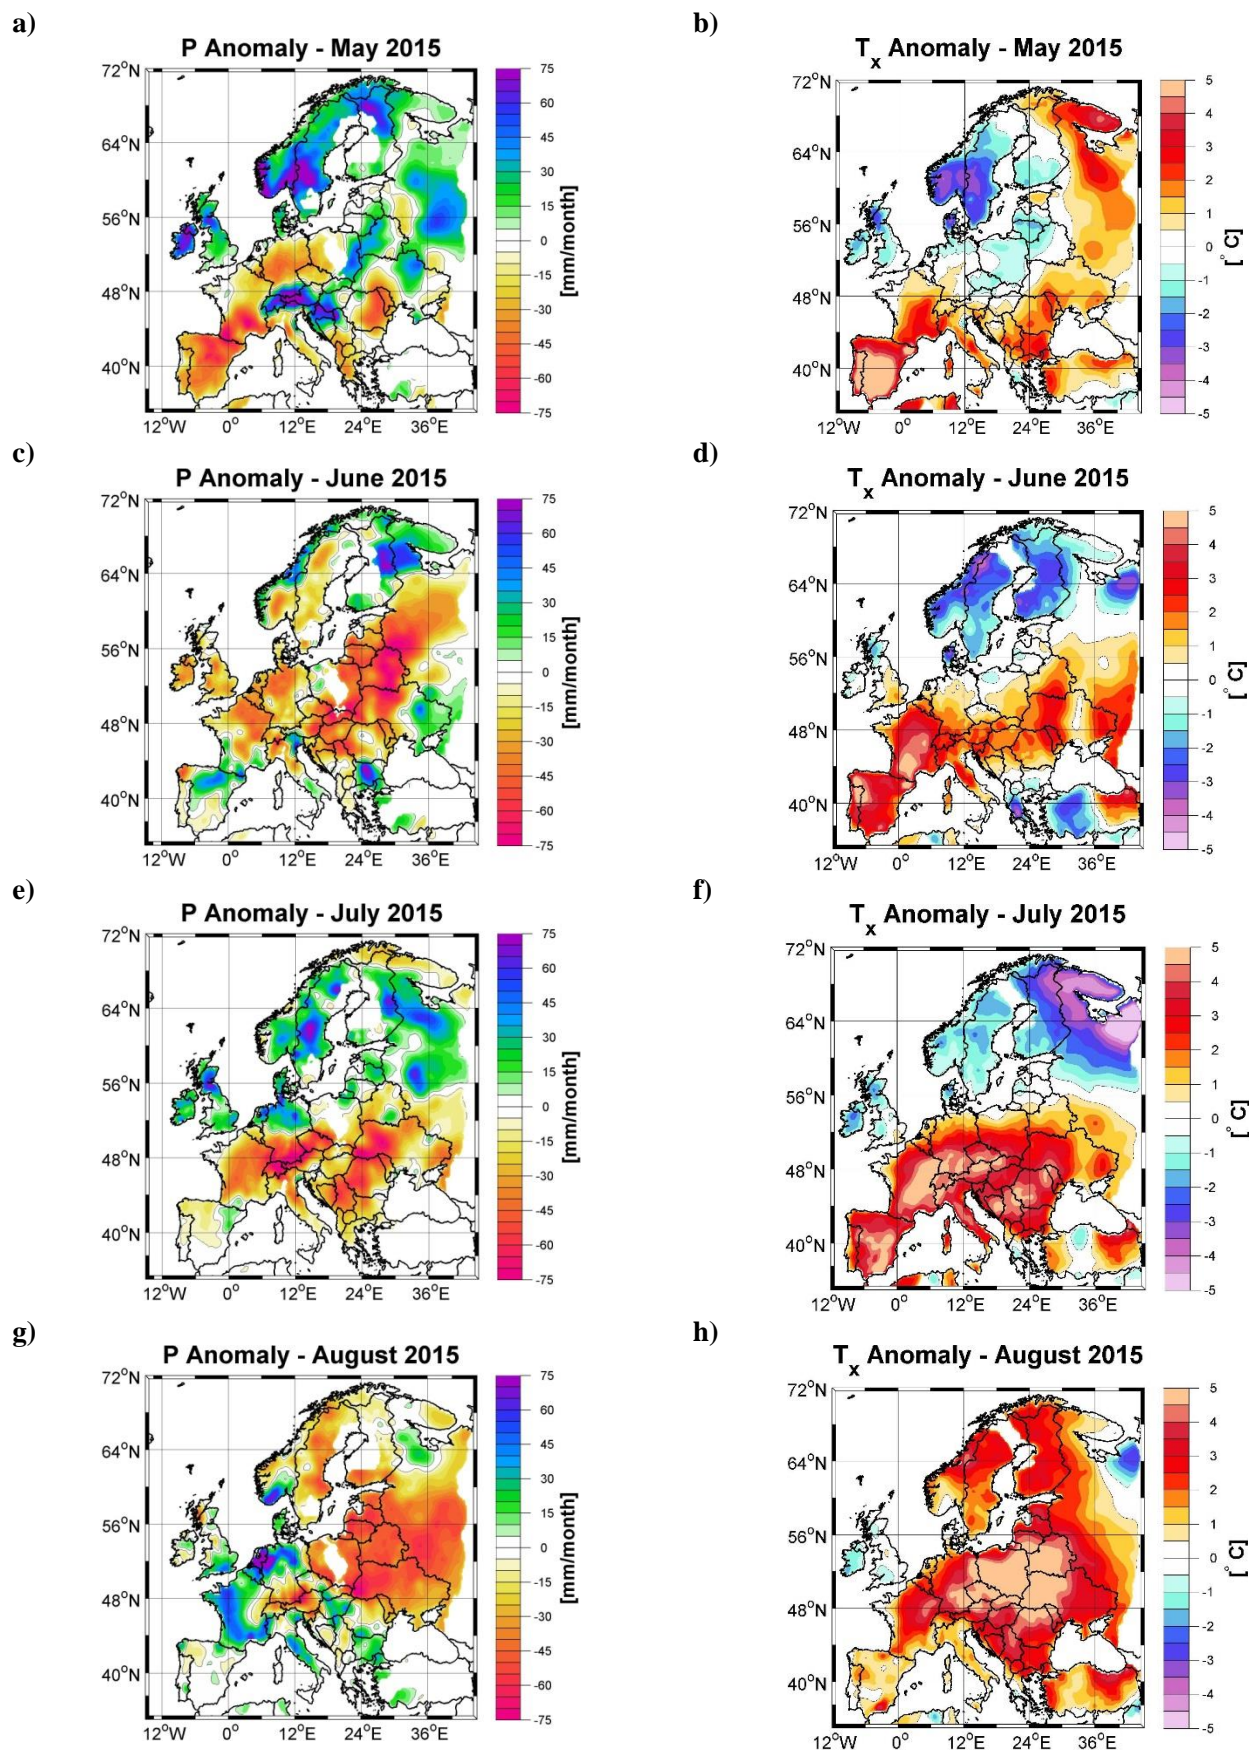 a)
P Anomaly - May 2015
72°N
64°N
56°N
48°N
40°N
12°W 0° 12°E 24°E 36°E
75
60
45
30
15
0
-15
-30
-45
-60
-75
[mm/month]
b)
Tx Anomaly - May 2015
72°N
64°N
56°N
48°N
40°N
12°W 0° 12°E 24°E 36°E
5
4
3
2
1
0
-1
-2
-3
-4
-5
[°C]
c)
P Anomaly - June 2015
72°N
64°N
56°N
48°N
40°N
12°W 0° 12°E 24°E 36°E
75
60
45
30
15
0
-15
-30
-45
-60
-75
[mm/month]
d)
Tx Anomaly - June 2015
72°N
64°N
56°N
48°N
40°N
12°W 0° 12°E 24°E 36°E
5
4
3
2
1
0
-1
-2
-3
-4
-5
[°C]
e)
P Anomaly - July 2015
72°N
64°N
56°N
48°N
40°N
12°W 0° 12°E 24°E 36°E
75
60
45
30
15
0
-15
-30
-45
-60
-75
[mm/month]
f)
Tx Anomaly - July 2015
72°N
64°N
56°N
48°N
40°N
12°W 0° 12°E 24°E 36°E
5
4
3
2
1
0
-1
-2
-3
-4
-5
[°C]
g)
P Anomaly - August 2015
72°N
64°N
56°N
48°N
40°N
12°W 0° 12°E 24°E 36°E
75
60
45
30
15
0
-15
-30
-45
-60
-75
[mm/month]
h)
Tx Anomaly - August 2015
72°N
64°N
56°N
48°N
40°N
12°W 0° 12°E 24°E 36°E
5
4
3
2
1
0
-1
-2
-3
-4
-5
[°C]